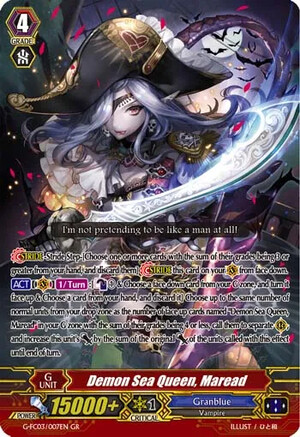 4
GRADE
I'm not pretending to be like a man at all!
STRIDE -Stride Step- [Choose one or more cards with the sum of their grades being 3 or
greater from your hand, and discard them] STRIDE this card on your (V) from face down.
ACT (V) 1/Turn & Choose a face down card from your G zone, and turn it
face up & Choose a card from your hand, and discard it] Choose up to the same number of
normal units from your drop zone as the number of face up cards named "Demon Sea Queen,
Maread" in your G zone with the sum of their grades being 4 or less, call them to separate (R)
and increase this unit's by the sum of the original of the units called with this effect
until end of turn.
G
UNIT
Demon Sea Queen, Maread
POWER
15000+
1
CRITICAL
Granblue
Vampire
G-FC03/007EN GR
ILLUST / ひと和